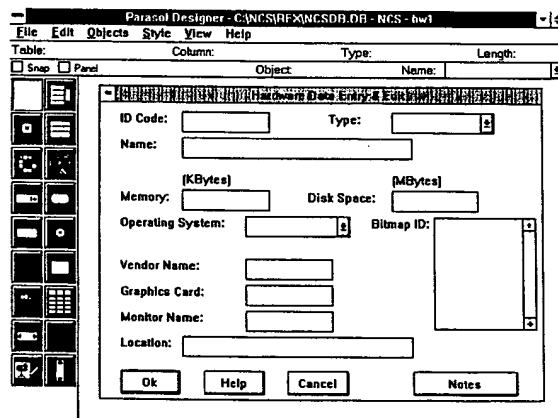 Parasol Designer - C:\NCS\RFX\NCSDB.DB - NCS - hw1
File Edit Objects Style View Help
Table: Column: Type: Length:
Snap Panel Object: Name:
Hardware Data Entry & Edit
ID Code: Type:
Name:
[KBytes] [MBytes]
Memory: Disk Space:
Operating System: Bitmap ID:
Vendor Name:
Graphics Card:
Monitor Name:
Location:
Ok Help Cancel Notes